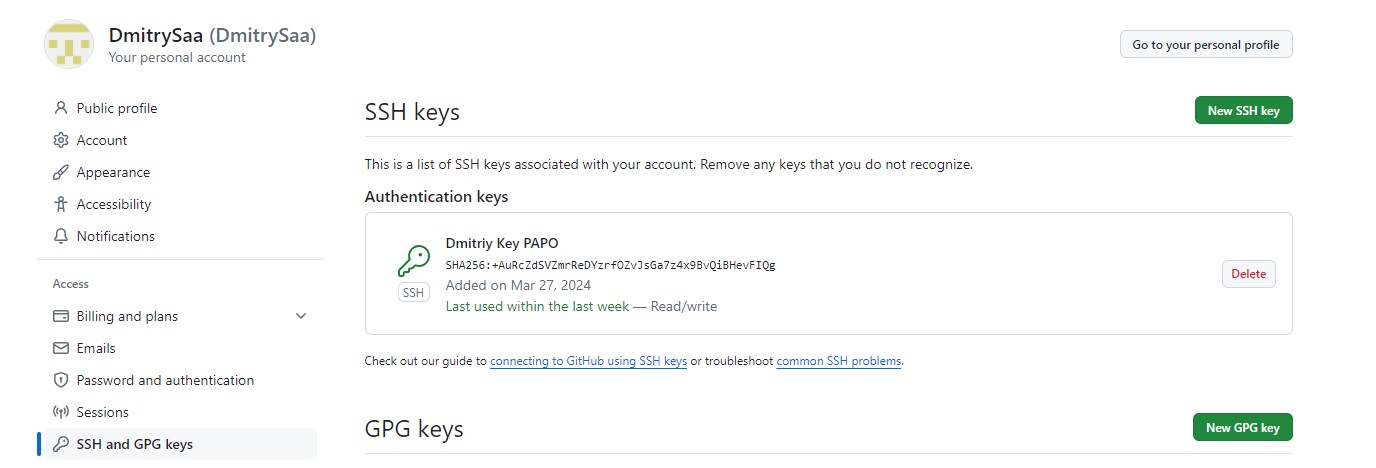 DmitrySaa (DmitrySaa)
Your personal account
Go to your personal profile
Public profile
Account
Appearance
Accessibility
Notifications
Access
Billing and plans
Emails
Password and authentication
Sessions
SSH and GPG keys
SSH keys
New SSH key
This is a list of SSH keys associated with your account. Remove any keys that you do not recognize.
Authentication keys
Dmitriy Key PAPO
SHA256:+AuRcZdSVZmrReDYzrfOZvJsGa7z4x9BvQiBHevFIQg
Added on Mar 27, 2024
Last used within the last week — Read/write
SSH
Delete
Check out our guide to connecting to GitHub using SSH keys or troubleshoot common SSH problems.
GPG keys
New GPG key